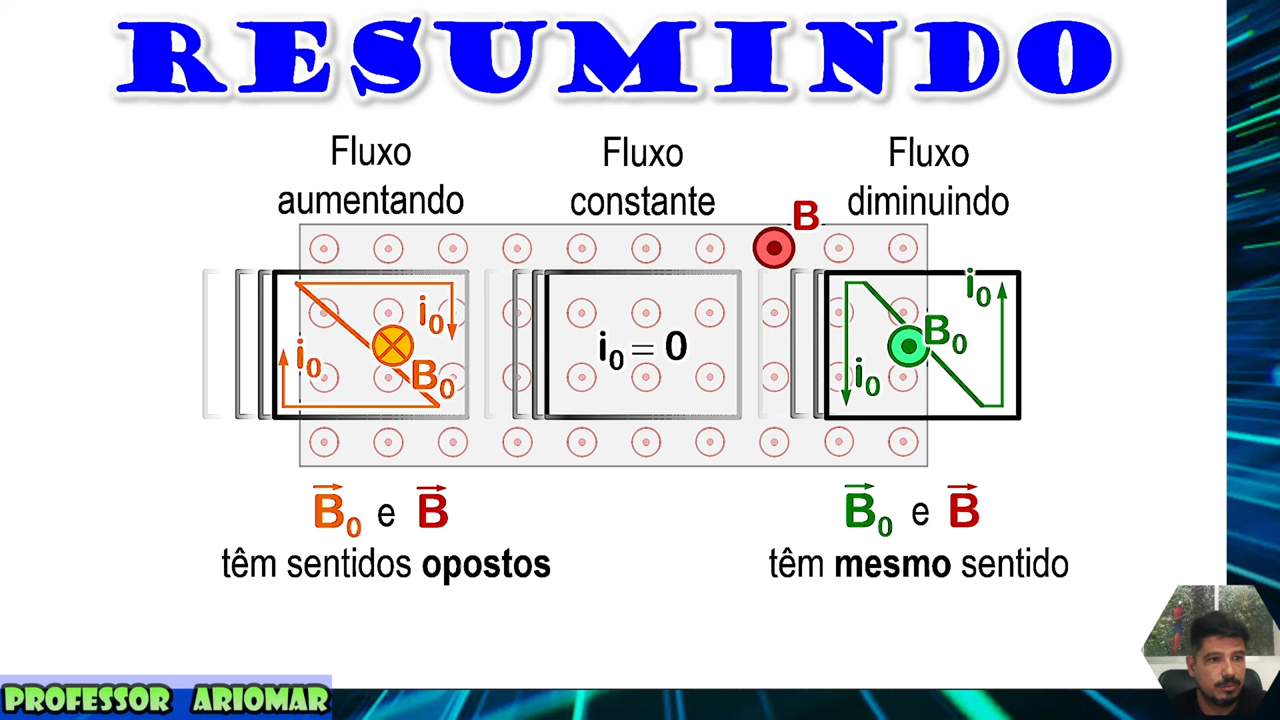 RESUMINDO
Fluxo
aumentando
Fluxo
constante
Fluxo
diminuindo
B
i0
i0
B0
i0 = 0
i0
B0
i0
B0 e B
têm sentidos opostos
B0 e B
têm mesmo sentido
PROFESSOR ARIOMAR